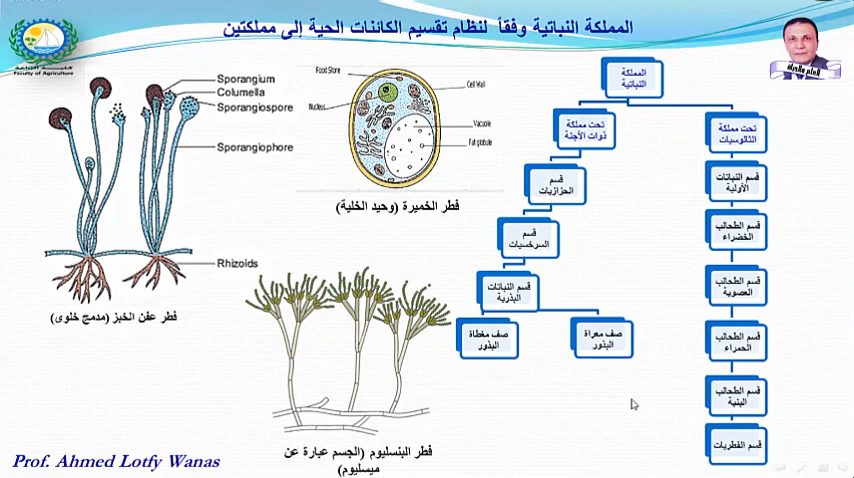 المملكة النباتية وفقاً لنظام تقسيم الكائنات الحية إلى مملكتين
كلية الزراعة
Faculty of Agriculture
Sporangium
Columella
Sporangiospore
Sporangiophore
Rhizoids
فطر عفن الخبز (مدمج خلوى)
Food Store
Cell Wall
Nucleus
Vacuole
Fat globule
فطر الخميرة (وحيد الخلية)
فطر البنسليوم (الجسم عبارة عن
ميسليوم)
المملكة
النباتية
تحت مملكة
ذوات الأجنة
قسم
الحزازيات
قسم
السرخسيات
قسم النباتات
البذرية
صف معراة
البذور
صف مغطاة
البذور
تحت مملكة
الثالوسيات
قسم النباتات
الأولية
قسم الطحالب
الخضراء
قسم الطحالب
العصوية
قسم الطحالب
الحمراء
قسم الطحالب
البنية
قسم الفطريات
Prof. Ahmed Lotfy Wanas